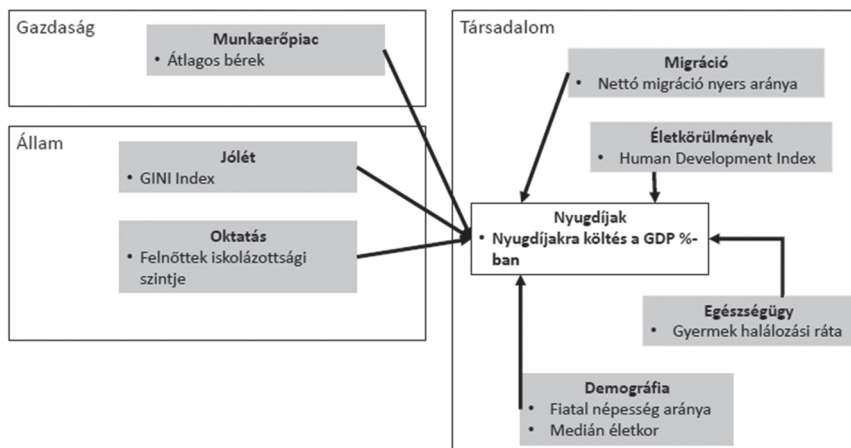 Gazdaság
Munkaerőpiac
• Átlagos bérek
Állam
Jólét
• GINI Index
Oktatás
• Felnőttek iskolázottsági
szintje
Társadalom
Migráció
• Nettó migráció nyers aránya
Életkörülmények
• Human Development Index
Nyugdíjak
• Nyugdíjakra költés a GDP %-
ban
Egészségügy
• Gyermek halálozási ráta
Demográfia
• Fiatal népesség aránya
• Medián életkor